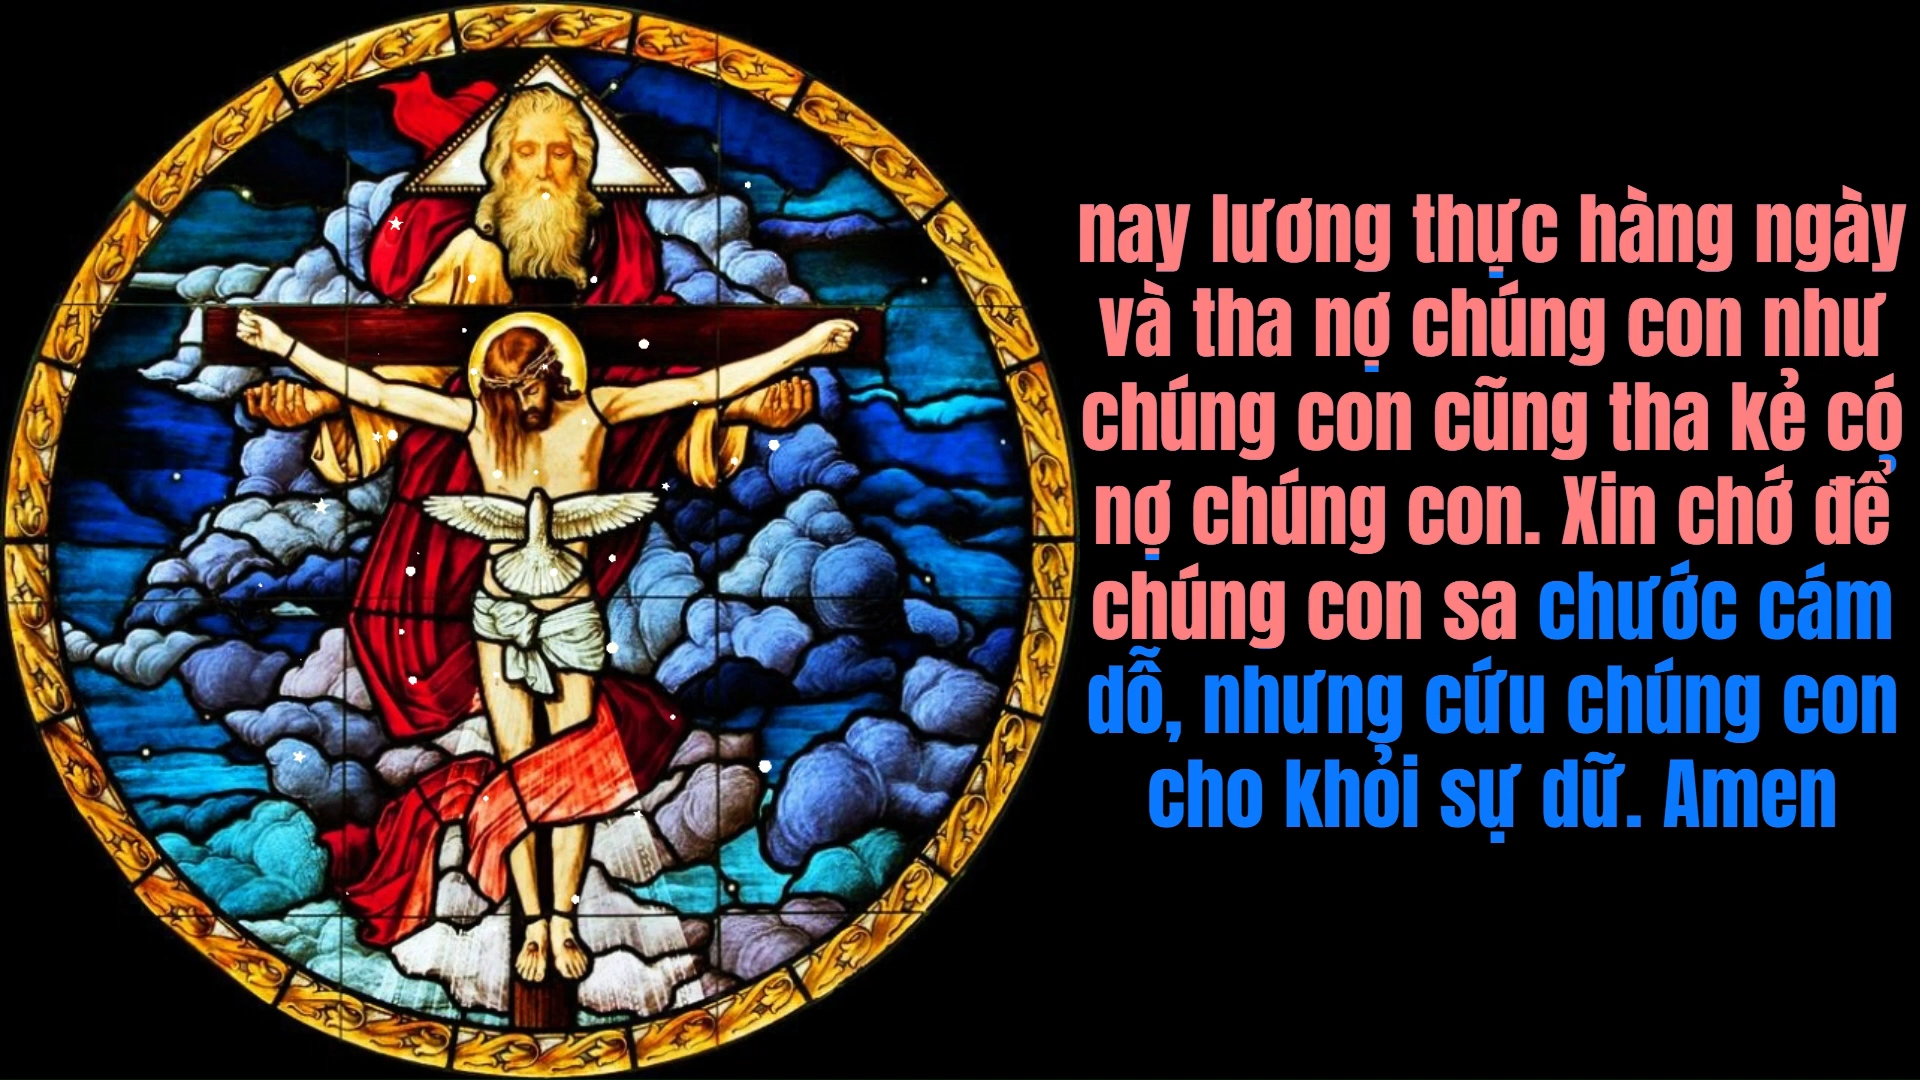 nay lương thực hàng ngày
và tha nợ chúng con như
chúng con cũng tha kẻ có
nợ chúng con. Xin chớ để
chúng con sa chước cám
dỗ, nhưng cứu chúng con
cho khỏi sự dữ. Amen